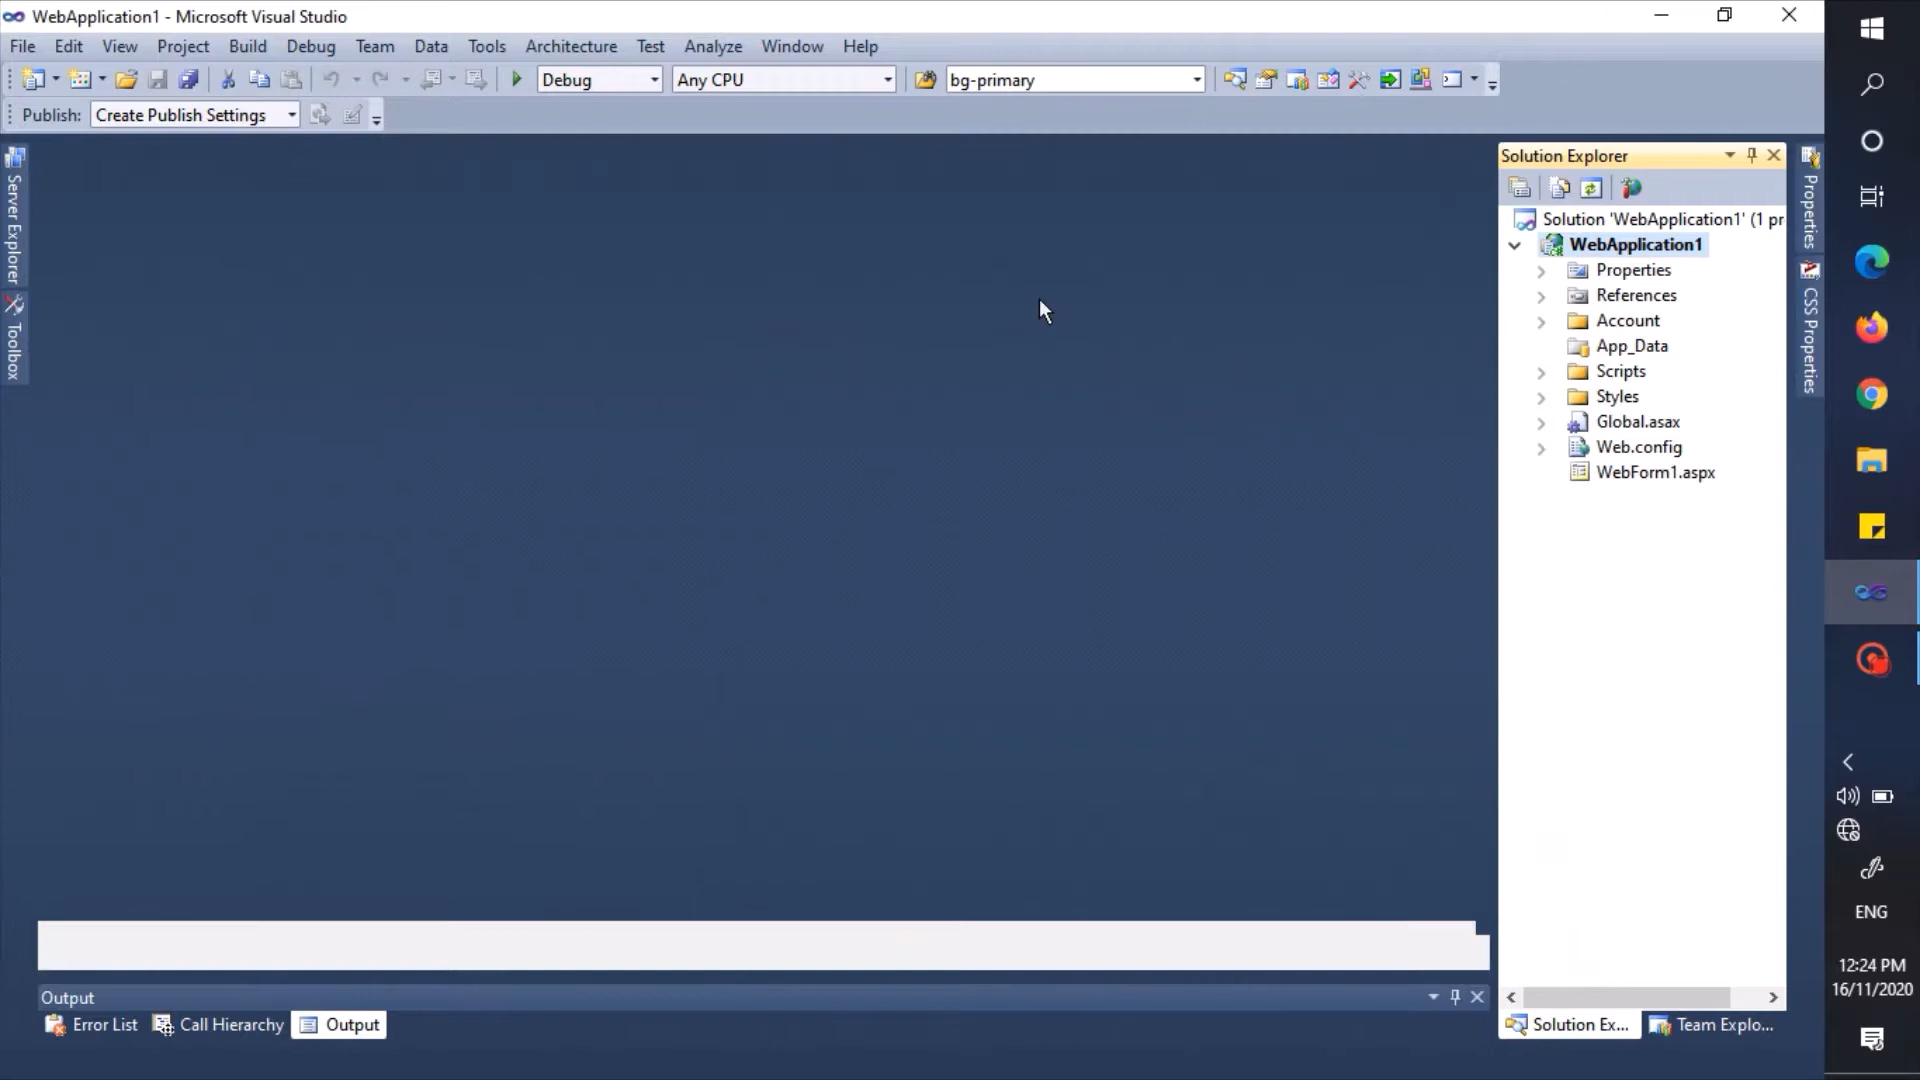 WebApplication1 - Microsoft Visual Studio
File Edit View Project Build Debug Team Data Tools Architecture Test Analyze Window Help
Debug Any CPU bg-primary
Publish: Create Publish Settings
Server Explorer
Toolbox
Solution Explorer
Solution 'WebApplication1' (1 pr
WebApplication1
Properties
References
Account
App_Data
Scripts
Styles
Global.asax
Web.config
WebForm1.aspx
Properties
CSS Properties
Output
Error List Call Hierarchy Output
Solution Ex... Team Explo...
ENG
12:24 PM
16/11/2020